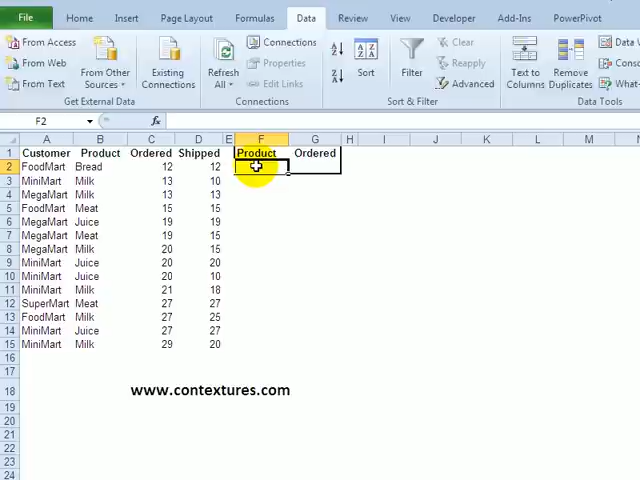 File Home Insert Page Layout Formulas Data Review View Developer Add-Ins PowerPivot
From Access
From Web
From Text
From Other Sources
Existing Connections
Get External Data
Refresh All
Connections
Properties
Edit Links
Connections
Sort
Filter
Clear
Reapply
Advanced
Sort & Filter
Text to Columns
Remove Duplicates
Data
Data Tools
F2 fx
A B C D E F G H I J K L M
1 Customer Product Ordered Shipped Product Ordered
2 FoodMart Bread 12 12
3 MiniMart Milk 13 10
4 MegaMart Milk 13 13
5 FoodMart Meat 15 15
6 MegaMart Juice 19 19
7 MegaMart Meat 19 15
8 MegaMart Milk 20 15
9 MiniMart Juice 20 20
10 MiniMart Juice 20 10
11 MiniMart Milk 21 18
12 SuperMart Meat 27 27
13 FoodMart Milk 27 25
14 MiniMart Juice 27 27
15 MiniMart Milk 29 20
16
17
18 www.contextures.com
19
20
21
22
23
24